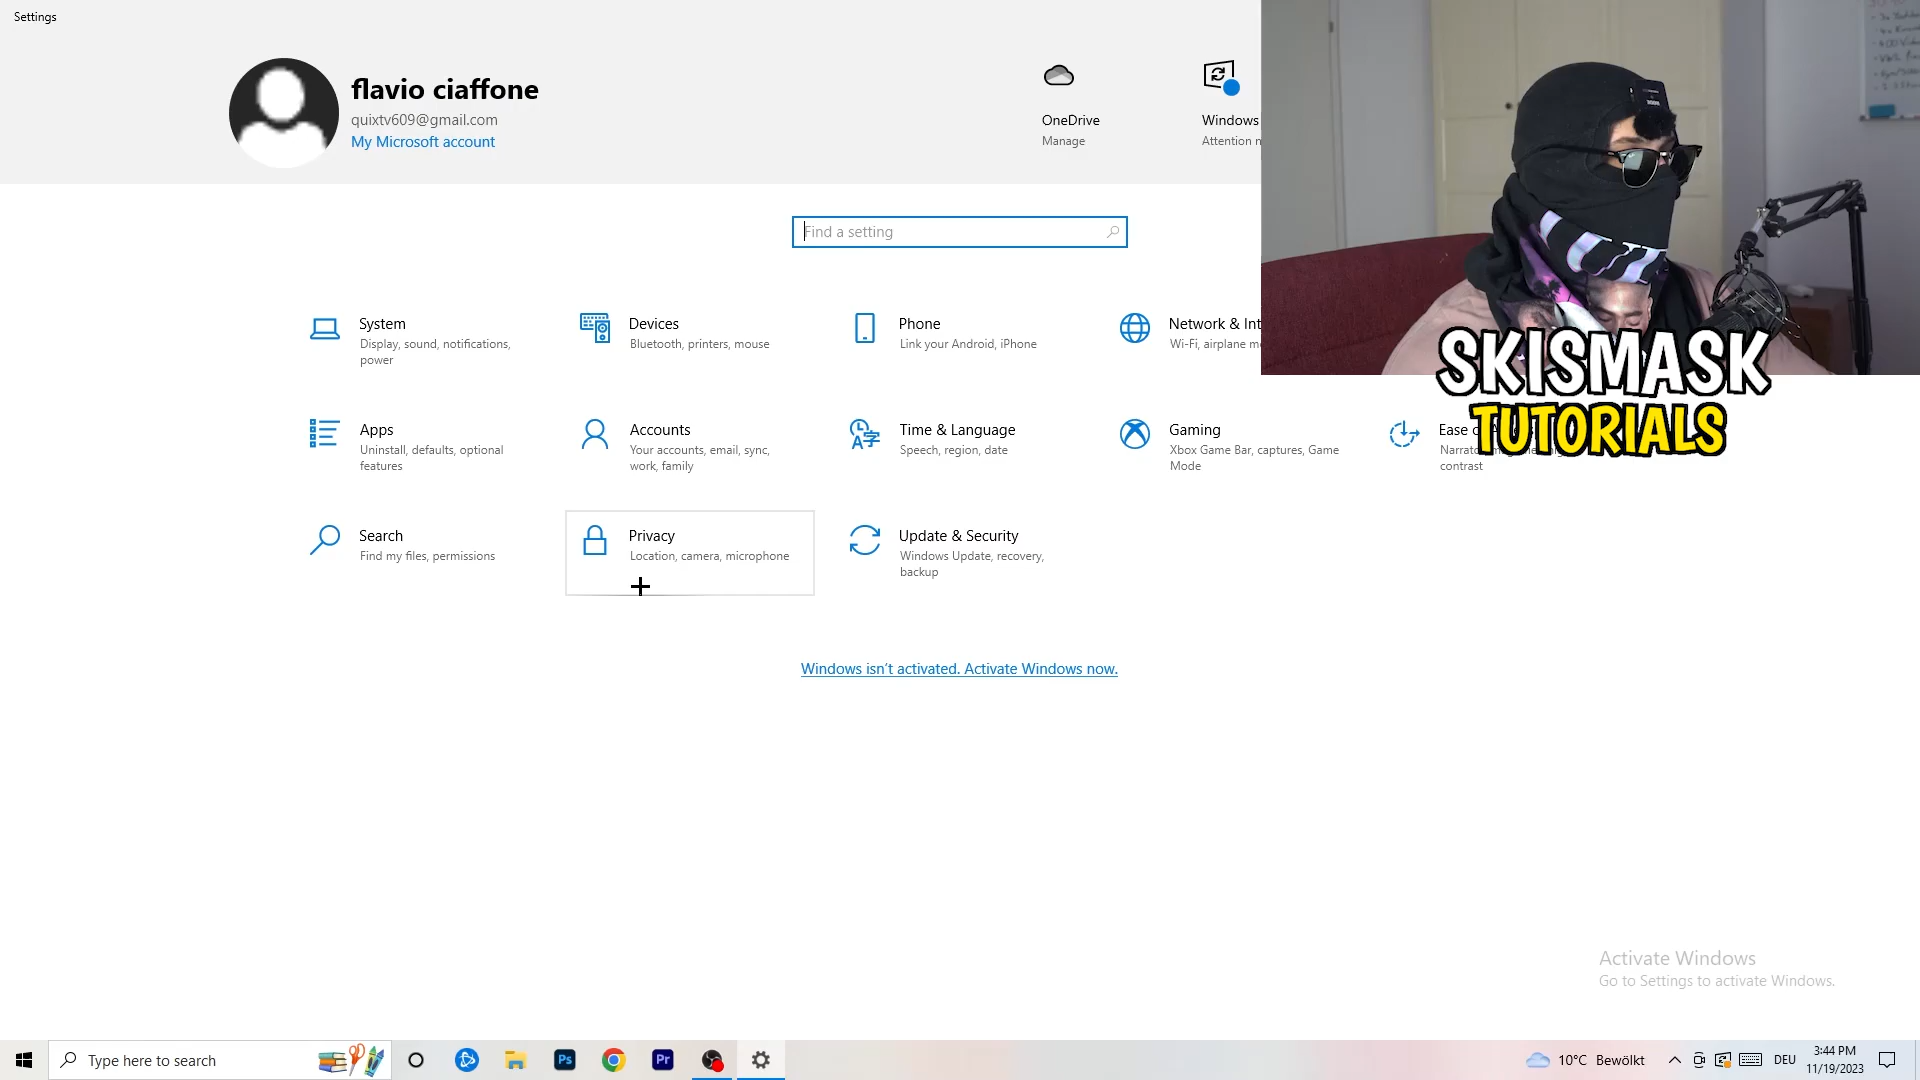 Settings
flavio ciaffone
quixtv609@gmail.com
My Microsoft account
OneDrive
Manage
Windows
Attention
Find a setting
System
Display, sound, notifications,
power
Devices
Bluetooth, printers, mouse
Phone
Link your Android, iPhone
Network & Int
Wi-Fi, airplane
SKISMASK
TUTORIALS
Apps
Uninstall, defaults, optional
features
Accounts
Your accounts, email, sync,
work, family
Time & Language
Speech, region, date
Gaming
Xbox Game Bar, captures, Game
Mode
Ease
contrast
Search
Find my files, permissions
Privacy
Location, camera, microphone
Update & Security
Windows Update, recovery,
backup
Windows isn't activated. Activate Windows now.
Activate Windows
Go to Settings to activate Windows.
Type here to search
Ps
Pr
10°C Bewölkt
DEU
3:44 PM
11/19/2023